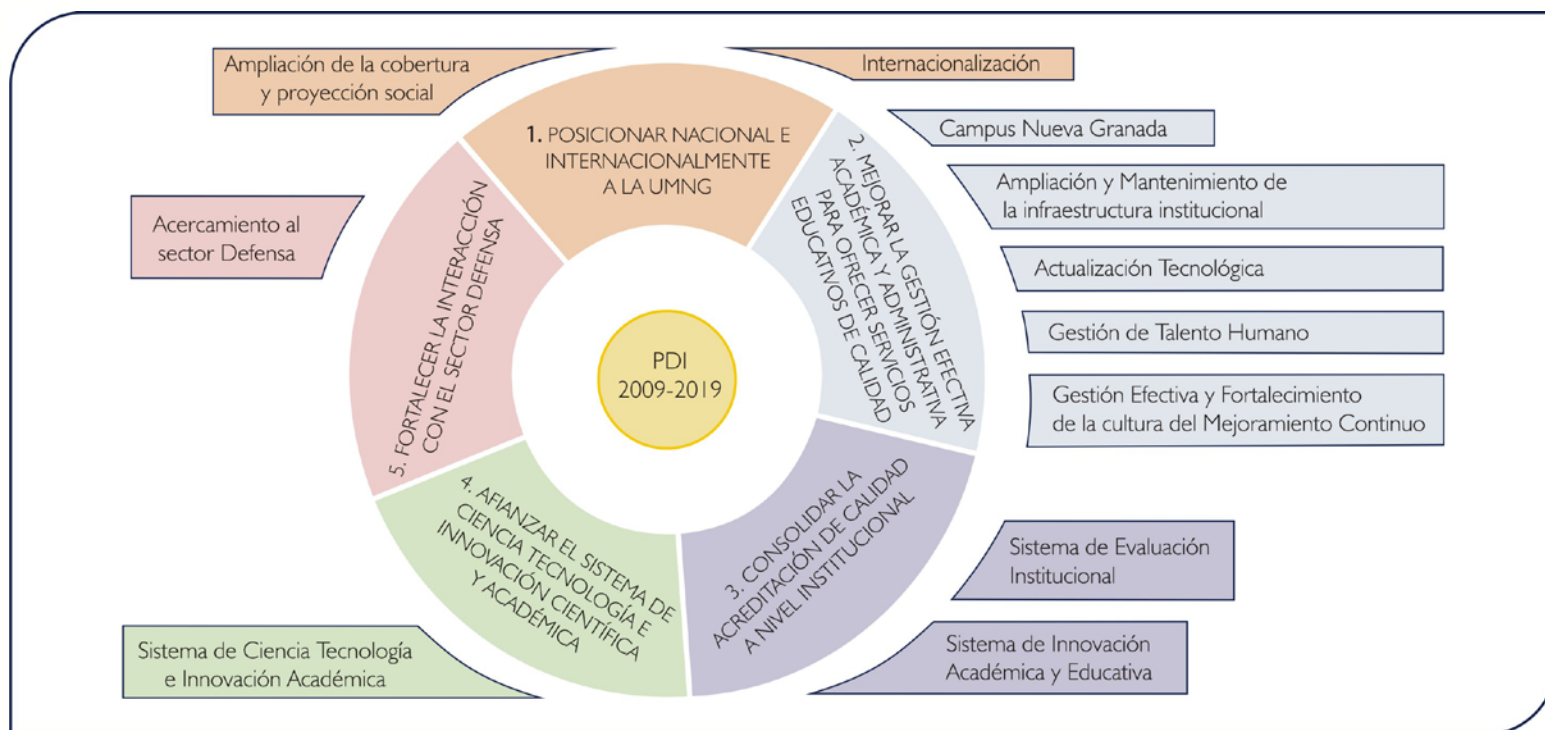 Ampliación de la cobertura
y proyección social
Internacionalización
1. POSICIONAR NACIONAL E
INTERNACIONALMENTE
A LA UMNG
2. MEJORAR LA GESTIÓN EFECTIVA
ACADÉMICA Y ADMINISTRATIVA
PARA OFRECER SERVICIOS
EDUCATIVOS DE CALIDAD
Campus Nueva Granada
Ampliación y Mantenimiento de
la infraestructura institucional
Actualización Tecnológica
Gestión de Talento Humano
Gestión Efectiva y Fortalecimiento
de la cultura del Mejoramiento Continuo
3. CONSOLIDAR LA
ACREDITACIÓN DE CALIDAD
A NIVEL INSTITUCIONAL
Sistema de Evaluación
Institucional
Sistema de Innovación
Académica y Educativa
4. AFIANZAR EL SISTEMA DE
CIENCIA TECNOLOGÍA E
INNOVACIÓN CIENTÍFICA
Y ACADÉMICA
Sistema de Ciencia Tecnología
e Innovación Académica
5. FORTALECER LA INTERACCIÓN
CON EL SECTOR DEFENSA
Acercamiento al
sector Defensa
PDI
2009-2019